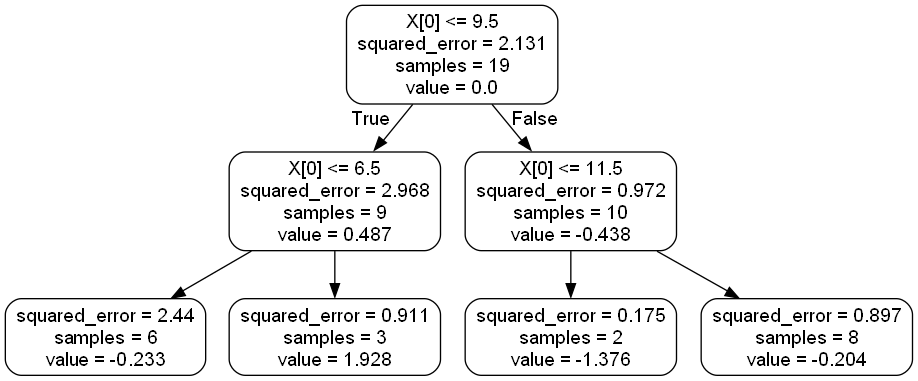 X[0] <= 9.5
squared_error = 2.131
samples = 19
value = 0.0
True
False
X[0] <= 6.5
squared_error = 2.968
samples = 9
value = 0.487
X[0] <= 11.5
squared_error = 0.972
samples = 10
value = -0.438
squared_error = 2.44
samples = 6
value = -0.233
squared_error = 0.911
samples = 3
value = 1.928
squared_error = 0.175
samples = 2
value = -1.376
squared_error = 0.897
samples = 8
value = -0.204